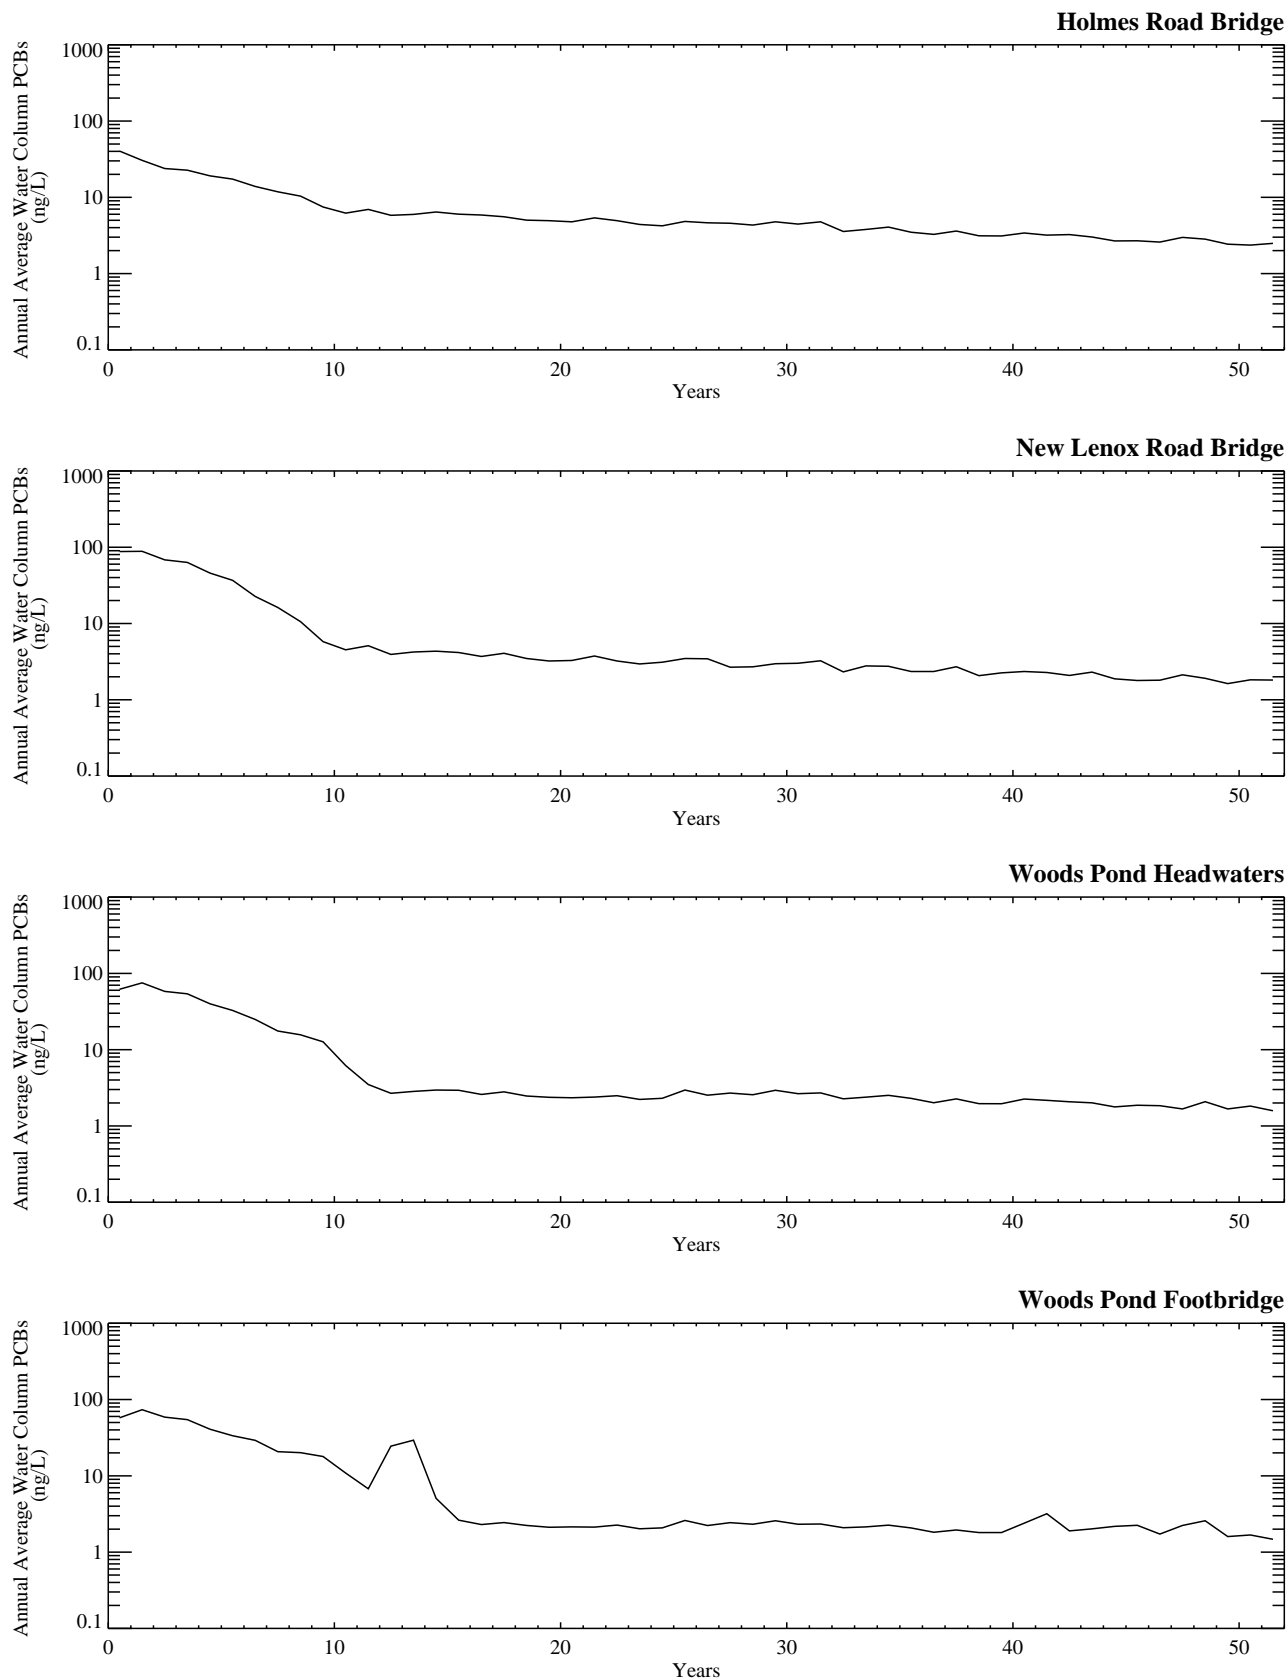 Holmes Road Bridge
Annual Average Water Column PCBs
(ng/L)
1000
100
10
1
0.1
0 10 20 30 40 50
Years
New Lenox Road Bridge
Annual Average Water Column PCBs
(ng/L)
1000
100
10
1
0.1
0 10 20 30 40 50
Years
Woods Pond Headwaters
Annual Average Water Column PCBs
(ng/L)
1000
100
10
1
0.1
0 10 20 30 40 50
Years
Woods Pond Footbridge
Annual Average Water Column PCBs
(ng/L)
1000
100
10
1
0.1
0 10 20 30 40 50
Years